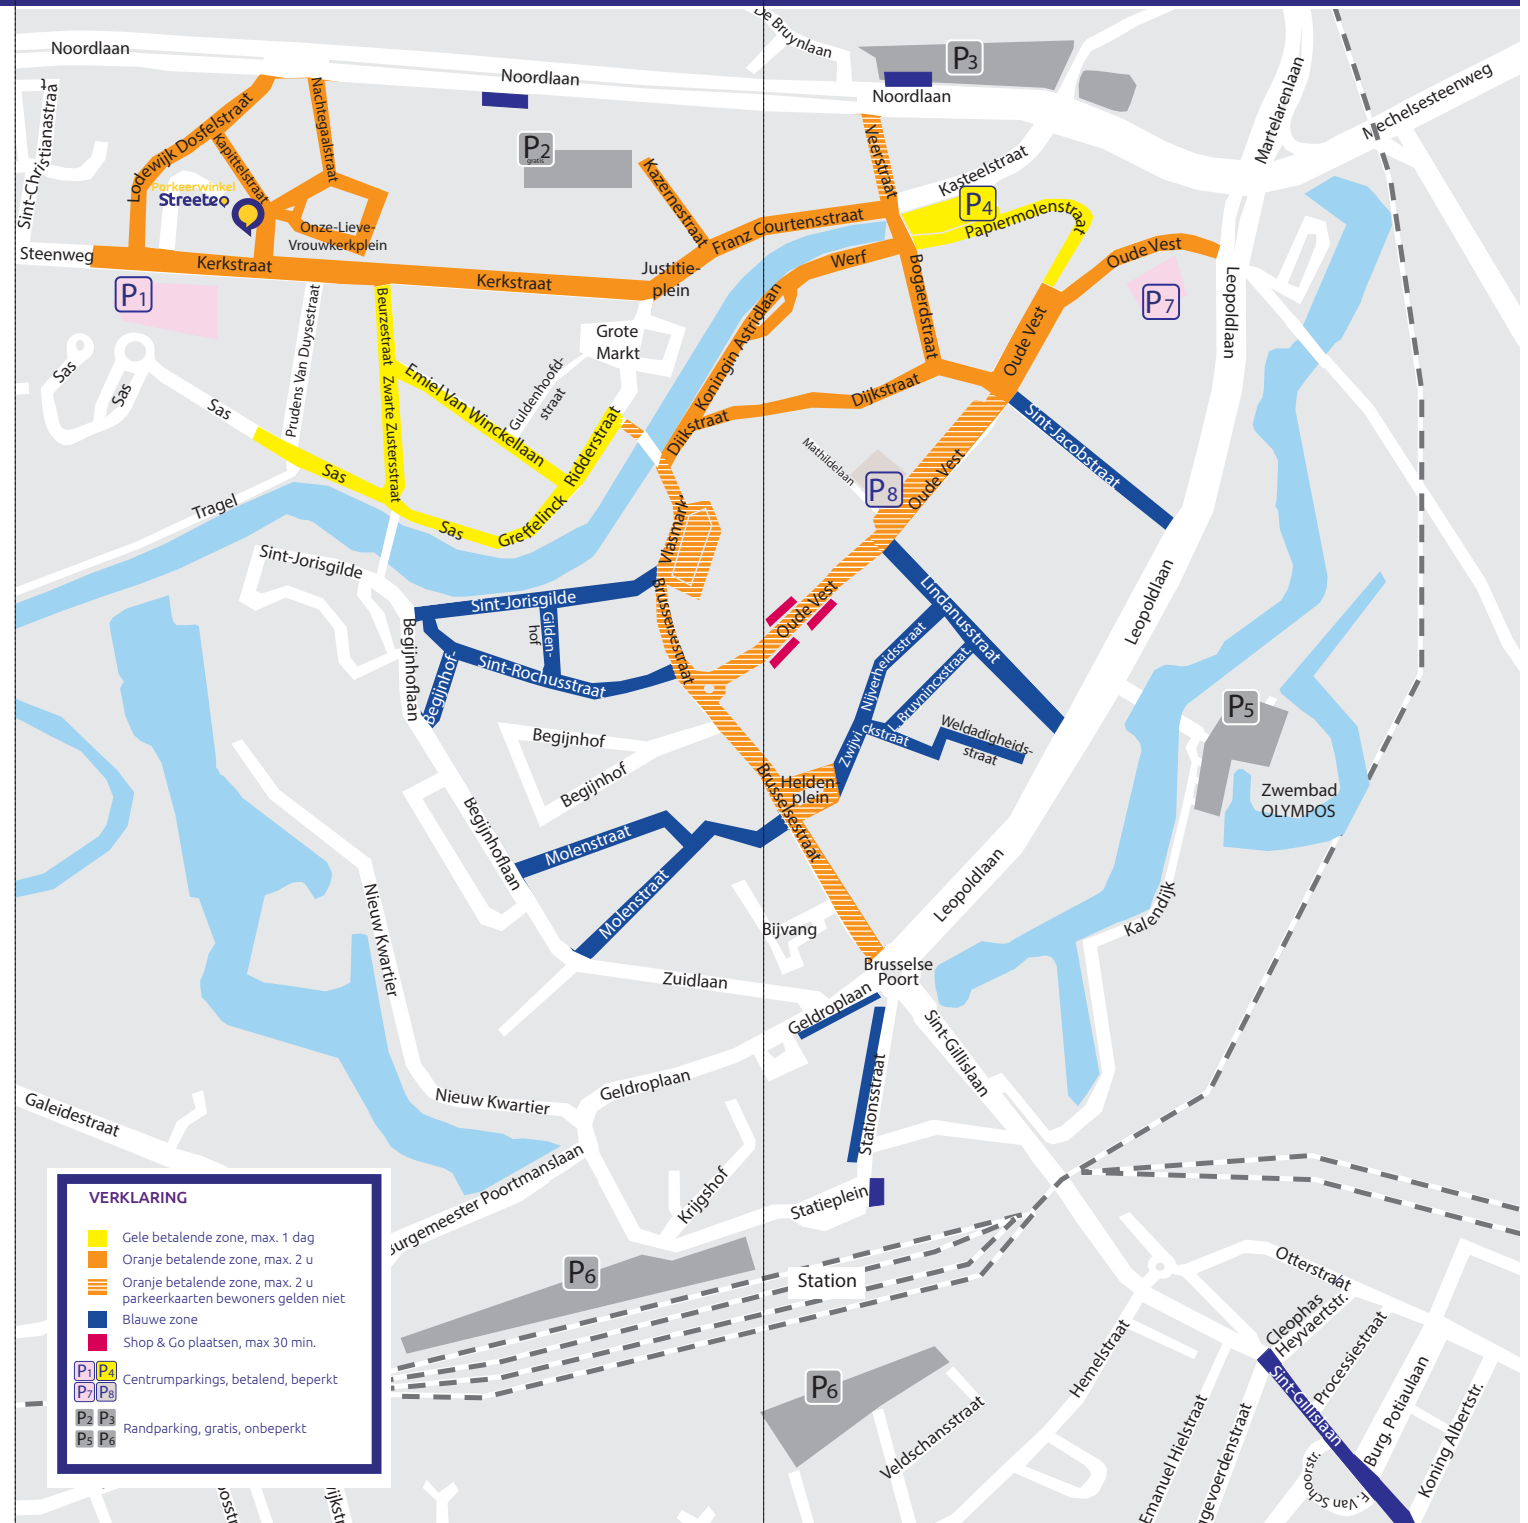 Noordlaan
Noordlaan
De Bruynlaan
P3
Noordlaan
Martelarenlaan
Mechelsesteenweg
Sint-Christianastraa
t
Lodewijk Dosfelstraat
Nachtegaalstraat
Kapittelstraat
Parkeerwinkel
Streeteo
P2
gratis
Kazernestraat
Veerstraat
Kasteelstraat
P4
Papiermolenstraat
Onze-Lieve-
Vrouwkerkplein
Franz Courtensstraat
Steenweg
Kerkstraat
Kerkstraat
Justitie-
plein
Werf
Bogaerdstraat
Oude Vest
P7
P1
Leopoldlaan
Prudens Van Duysestraat
Beurzestraat
Zwarte Zustersstraat
Grote
Markt
Guldenhoofd-
straat
Koningin Astridlaan
Oude Vest
Sas
Sas
Sas
Emiel Van Winckellaan
Ridderstraat
Dijkstraat
Dijkstraat
Sint-Jacobstraat
Mathildelaan
P8
Oude Vest
Sas
Tragel
Sas
Greffelinck
Vlasmarkt
Sint-Jorisgilde
Sint-Jorisgilde
Gilden-
hof
Brusselsestraat
Oude Vest
Lindanusstraat
Leopoldlaan
Begijnhoflaan
Begijnhof-
Sint-Rochusstraat
Nijverheidsstraat
L. Bruynincxstraat
Zwijvi
ckstraat
Weldadigheids-
straat
P5
Begijnhof
Begijnhof
Brusselsestraat
Helden-
plein
Zwembad
OLYMPOS
Begijnhoflaan
Molenstraat
Molenstraat
Leopoldlaan
Kalendijk
Nieuw Kwartier
Bijvang
Zuidlaan
Brusselse
Poort
Geldroplaan
Sint-Gillislaan
Geldroplaan
Nieuw Kwartier
Stationsstraat
Galeidestraat
Burgemeester Poortmanslaan
Krijgshof
Statieplein
P6
Station
Otterstraat
Cleophas
Heyvaertstr.
Processiestraat
Hemelstraat
P6
Veldschansstraat
Sint-Gillislaan
Burg. Potiaulaan
Koning Albertstr.
Emanuel Hielstraat
gevoerdenstraat
F. Van Schoorstr.
VERKLARING
Gele betalende zone, max. 1 dag
Oranje betalende zone, max. 2 u
Oranje betalende zone, max. 2 u
parkeerkaarten bewoners gelden niet
Blauwe zone
Shop & Go plaatsen, max 30 min.
P1 P4
P7 P8
Centrumparkings, betalend, beperkt
P2 P3
P5 P6
Randparking, gratis, onbeperkt